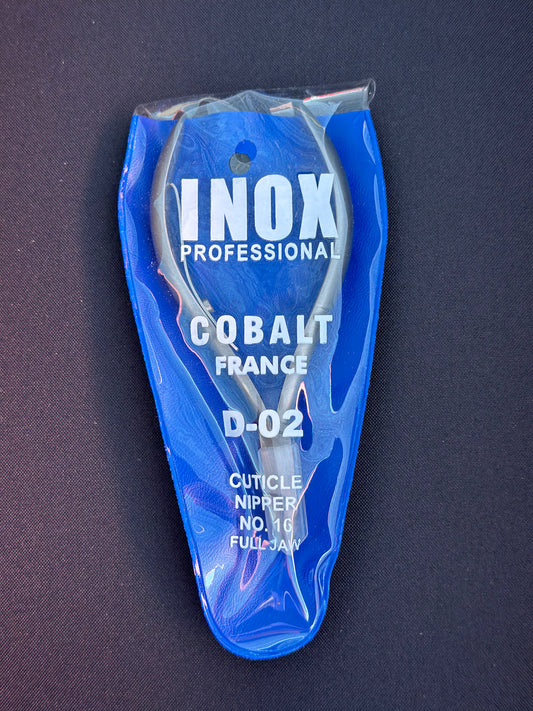 INOX
PROFESSIONAL
COBALT
FRANCE
D-02
CUTICLE
NIPPER
NO. 16
FULL JAW